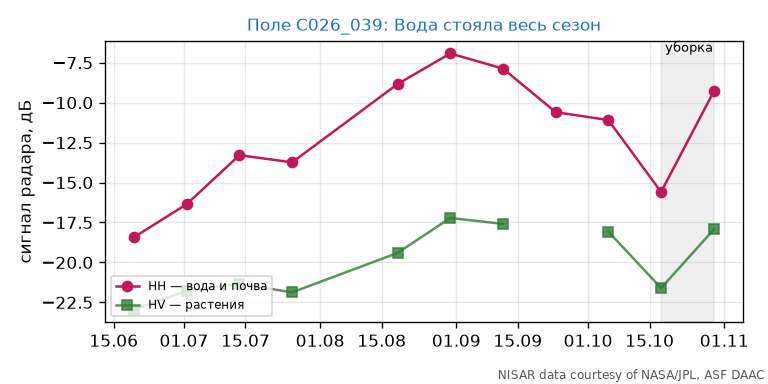 Поле C026_039: Вода стояла весь сезон
уборка
сигнал радара, дБ
−7.5
−10.0
−12.5
−15.0
−17.5
−20.0
−22.5
HH — вода и почва
HV — растения
15.06 01.07 15.07 01.08 15.08 01.09 15.09 01.10 15.10 01.11
NISAR data courtesy of NASA/JPL, ASF DAAC